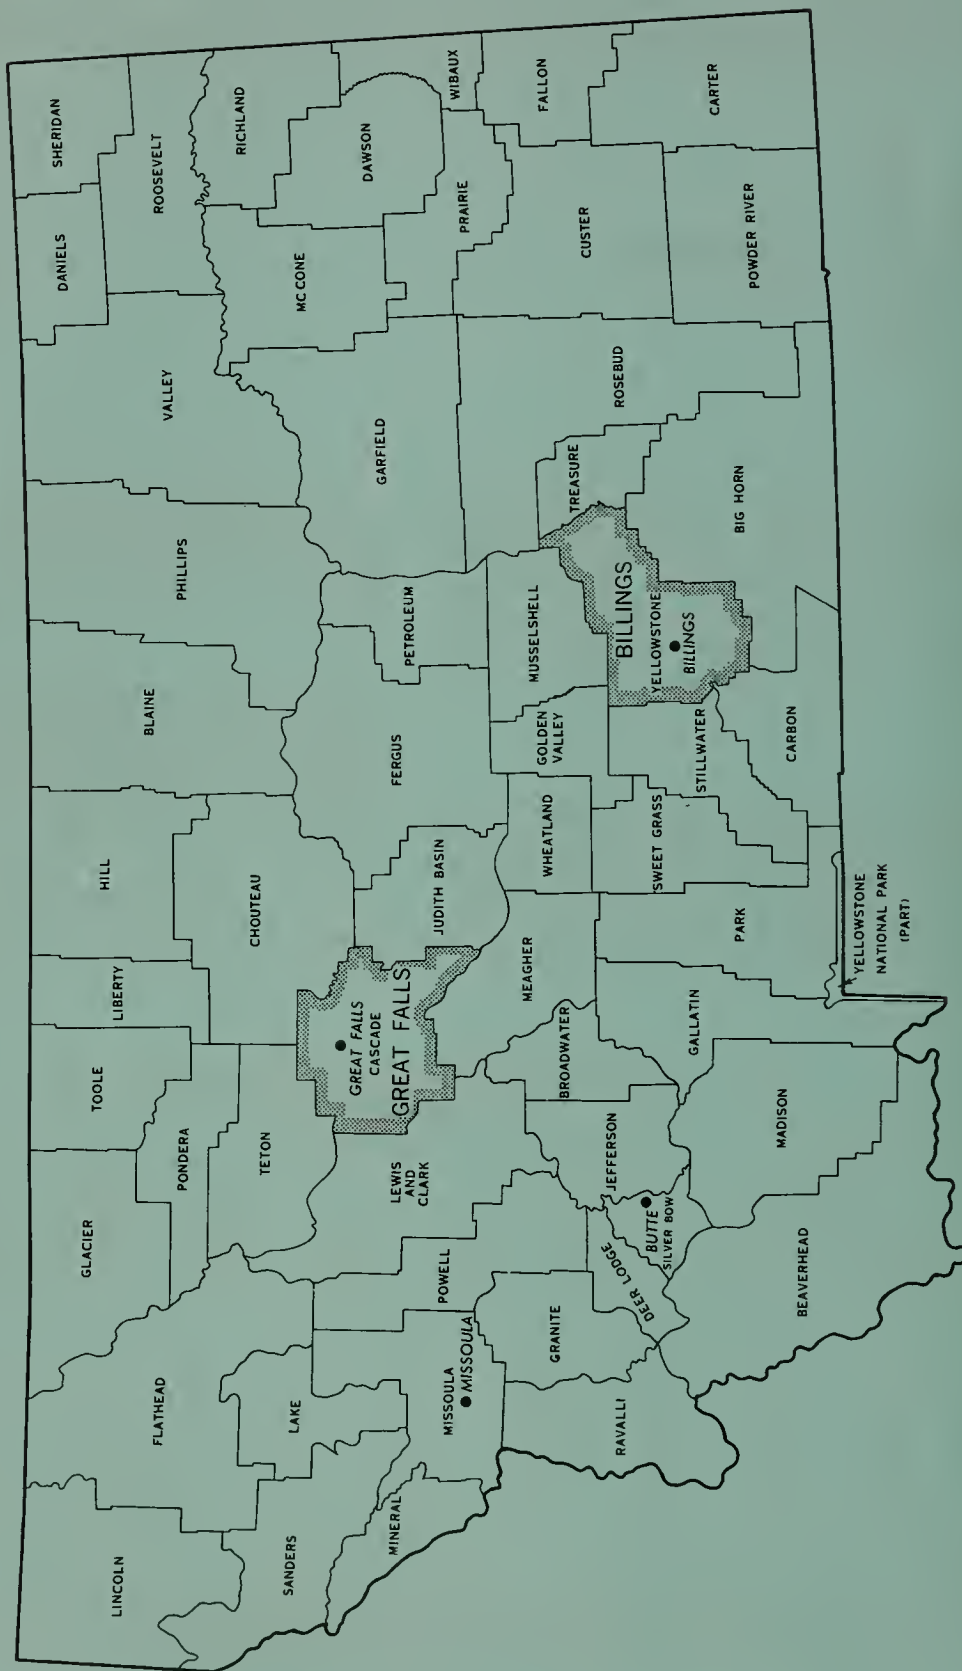 LINCOLN
FLATHEAD
GLACIER
TOOLE
LIBERTY
HILL
BLAINE
PHILLIPS
VALLEY
DANIELS
SHERIDAN
ROOSEVELT
SANDERS
LAKE
PONDERA
TETON
CHOUTEAU
RICHLAND
MC CONE
DAWSON
WIBAUX
MINERAL
MISSOULA
MISSOULA
POWELL
LEWIS
AND
CLARK
GREAT FALLS
CASCADE
GREAT FALLS
JUDITH BASIN
FERGUS
PETROLEUM
GARFIELD
PRAIRIE
FALLON
RAVALLI
GRANITE
DEER LODGE
JEFFERSON
BROADWATER
MEAGHER
WHEATLAND
GOLDEN
VALLEY
MUSSELSHELL
TREASURE
ROSEBUD
CUSTER
CARTER
BUTTE
SILVER BOW
BILLINGS
YELLOWSTONE
BILLINGS
BEAVERHEAD
MADISON
GALLATIN
PARK
SWEET GRASS
STILLWATER
CARBON
BIG HORN
POWDER RIVER
YELLOWSTONE
NATIONAL PARK
(PART)